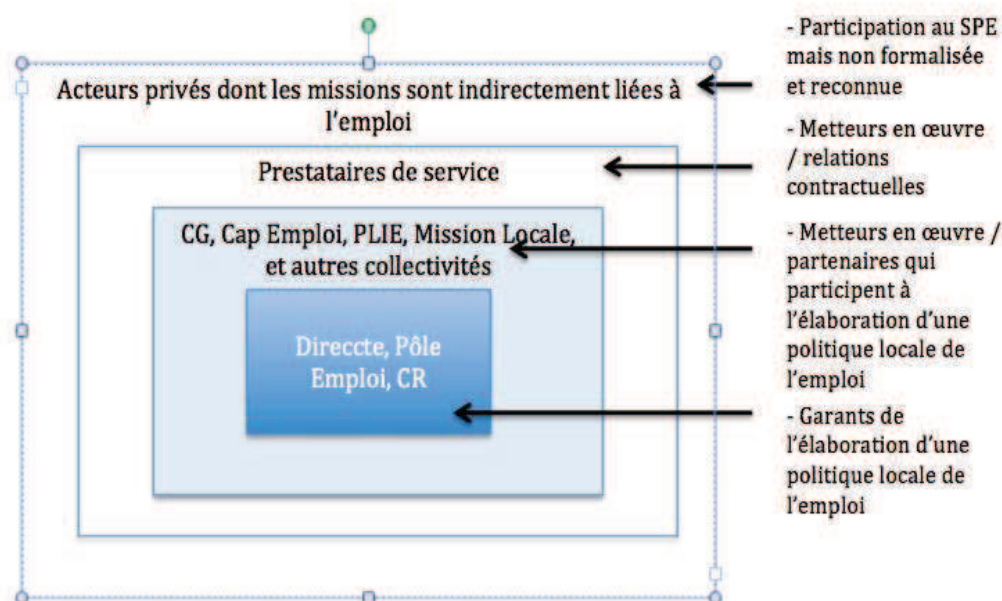 Acteurs privés dont les missions sont indirectement liées à
l'emploi
Prestataires de service
CG, Cap Emploi, PLIE, Mission Locale,
et autres collectivités
Direccte, Pôle
Emploi, CR
- Participation au SPE
mais non formalisée
et reconnue
- Metteurs en œuvre
/ relations
contractuelles
- Metteurs en œuvre /
partenaires qui
participent à
l'élaboration d'une
politique locale de
l'emploi
- Garants de
l'élaboration d'une
politique locale de
l'emploi